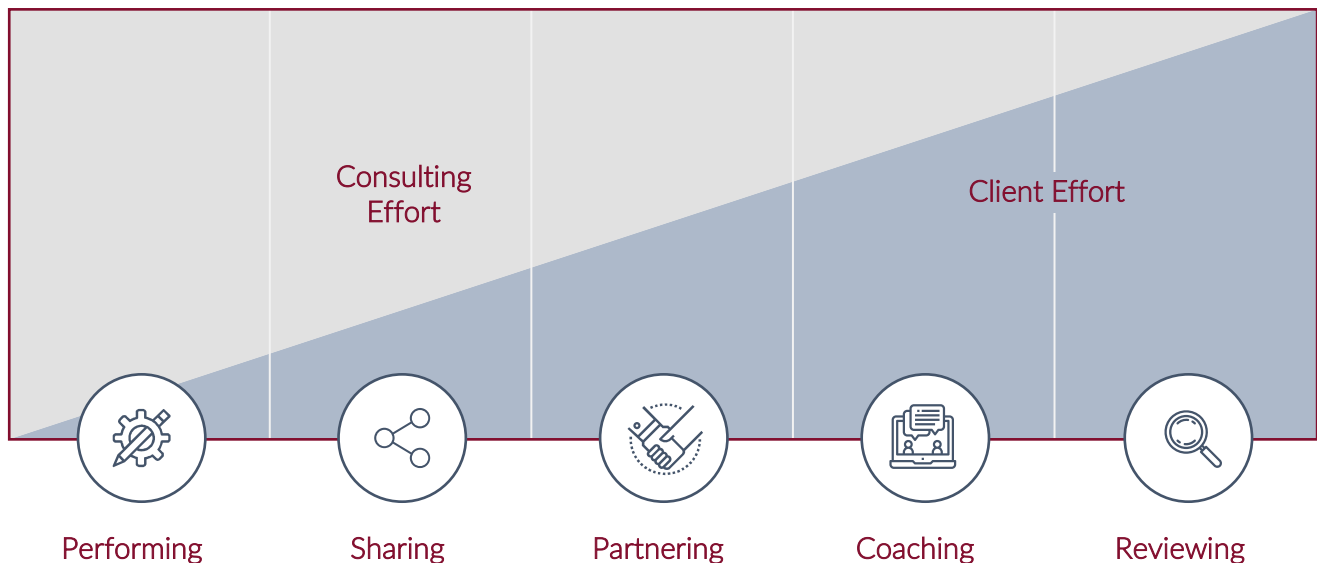 Consulting
Effort
Client Effort
Performing
Sharing
Partnering
Coaching
Reviewing